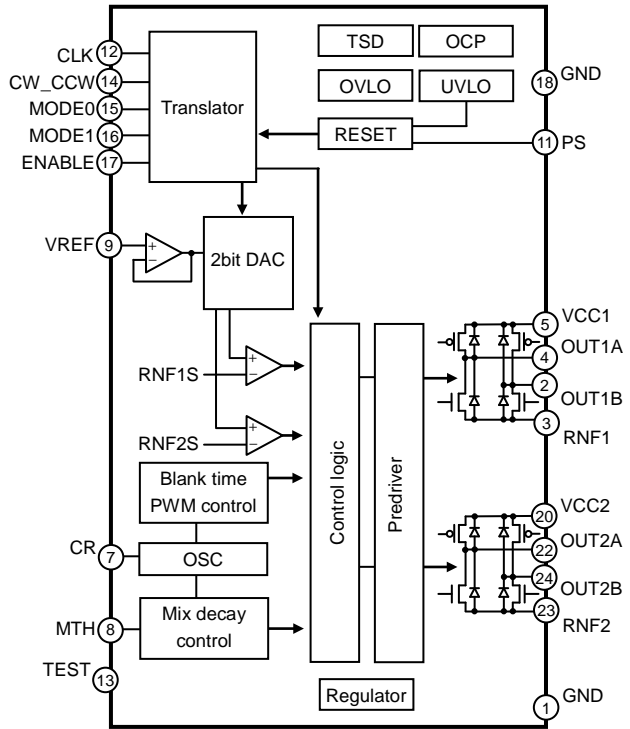 CLK
12
CW_CCW
14
MODE0
15
MODE1
16
ENABLE
17
Translator
TSD
OCP
OVLO
UVLO
RESET
18
GND
11
PS
VREF
9
+
−
2bit DAC
RNF1S
+
−
RNF2S
+
−
Blank time
PWM control
CR
7
OSC
MTH
8
Mix decay
control
TEST
13
Control logic
Predriver
Regulator
5
VCC1
4
OUT1A
2
OUT1B
3
RNF1
20
VCC2
22
OUT2A
24
OUT2B
23
RNF2
1
GND